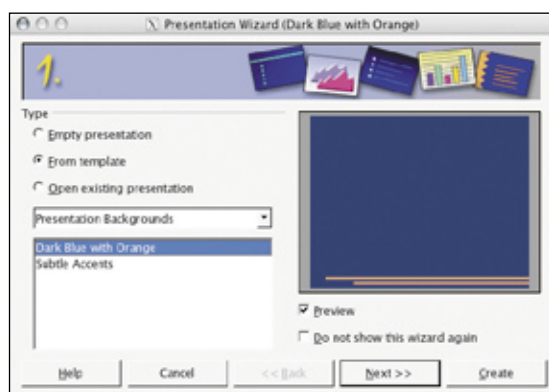 Presentation Wizard (Dark Blue with Orange)
1.
Type
Empty presentation
From template
Open existing presentation
Presentation Backgrounds
Dark Blue with Orange
Subtle Accents
Preview
Do not show this wizard again
Help
Cancel
<< Back
Next >>
Create